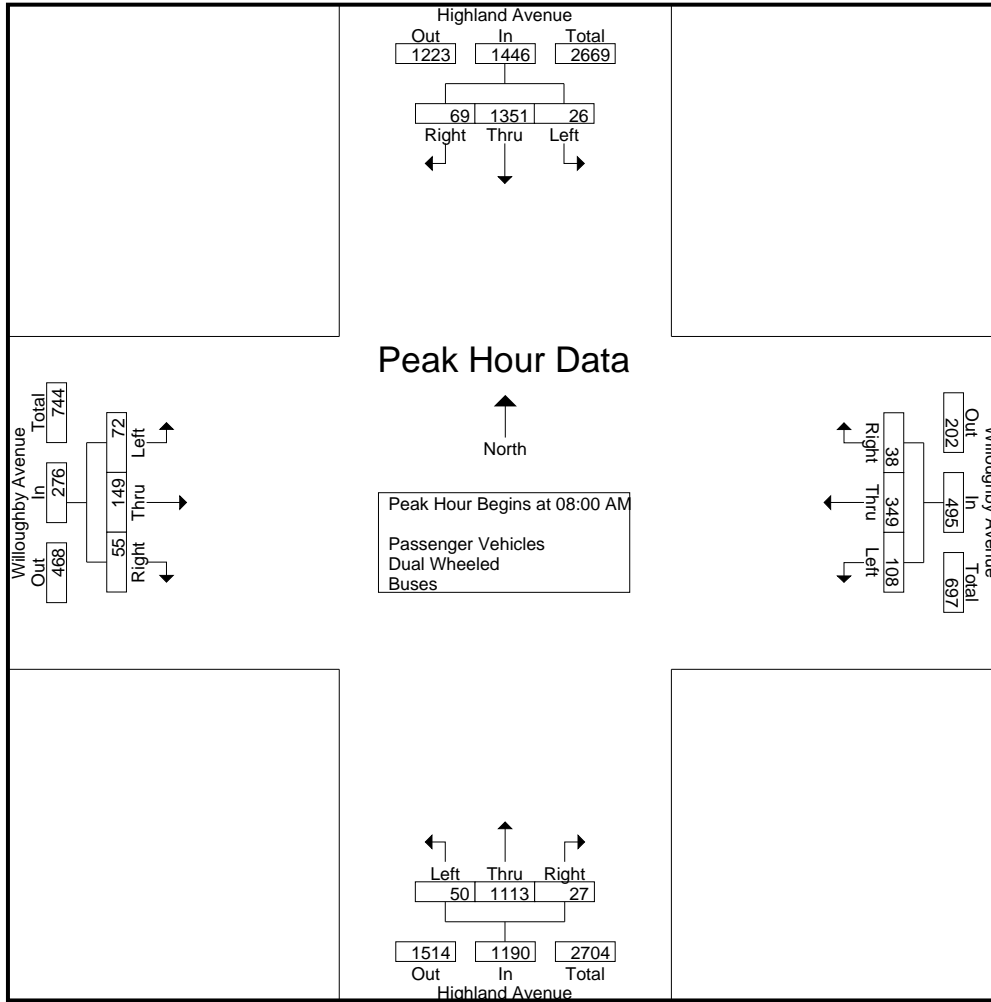 Highland Avenue
Out In Total
1223 1446 2669
69 1351 26
Right Thru Left
Peak Hour Data
North
Peak Hour Begins at 08:00 AM
Passenger Vehicles
Dual Wheeled
Buses
Willoughby Avenue
Out In Total
468 276 744
55 149 72
Right Thru Left
Willoughby Avenue
Out In Total
202 495 697
38 349 108
Right Thru Left
Left Thru Right
50 1113 27
1514 1190 2704
Out In Total
Highland Avenue